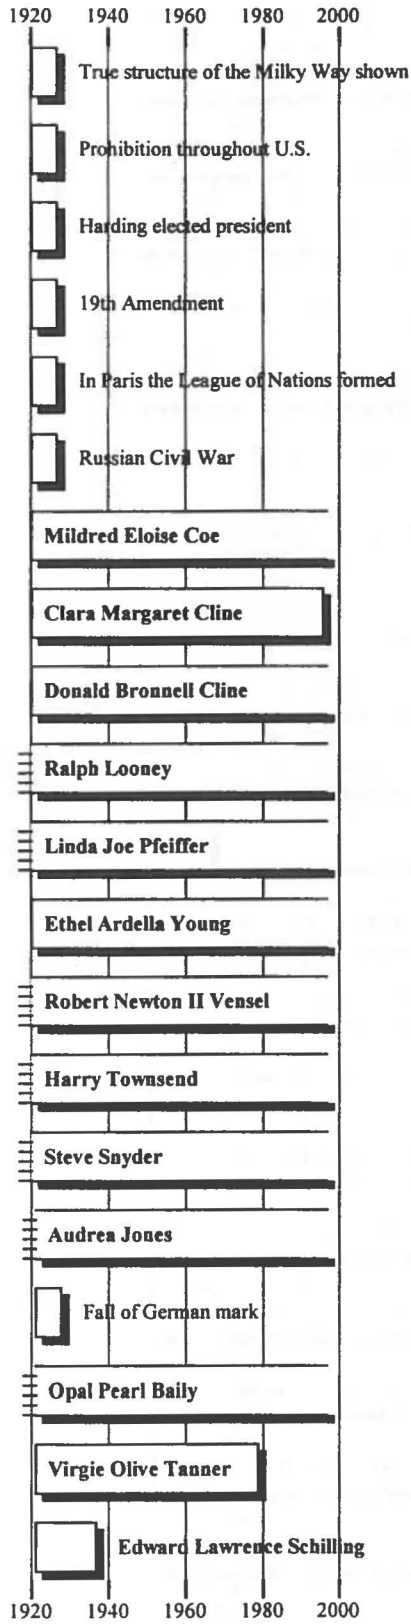 1920 1940 1960 1980 2000
True structure of the Milky Way shown
Prohibition throughout U.S.
Harding elected president
19th Amendment
In Paris the League of Nations formed
Russian Civil War
Mildred Eloise Coe
Clara Margaret Cline
Donald Bronnell Cline
Ralph Looney
Linda Joe Pfeiffer
Ethel Ardella Young
Robert Newton II Vensel
Harry Townsend
Steve Snyder
Audrea Jones
Fall of German mark
Opal Pearl Baily
Virgie Olive Tanner
Edward Lawrence Schilling
1920 1940 1960 1980 2000